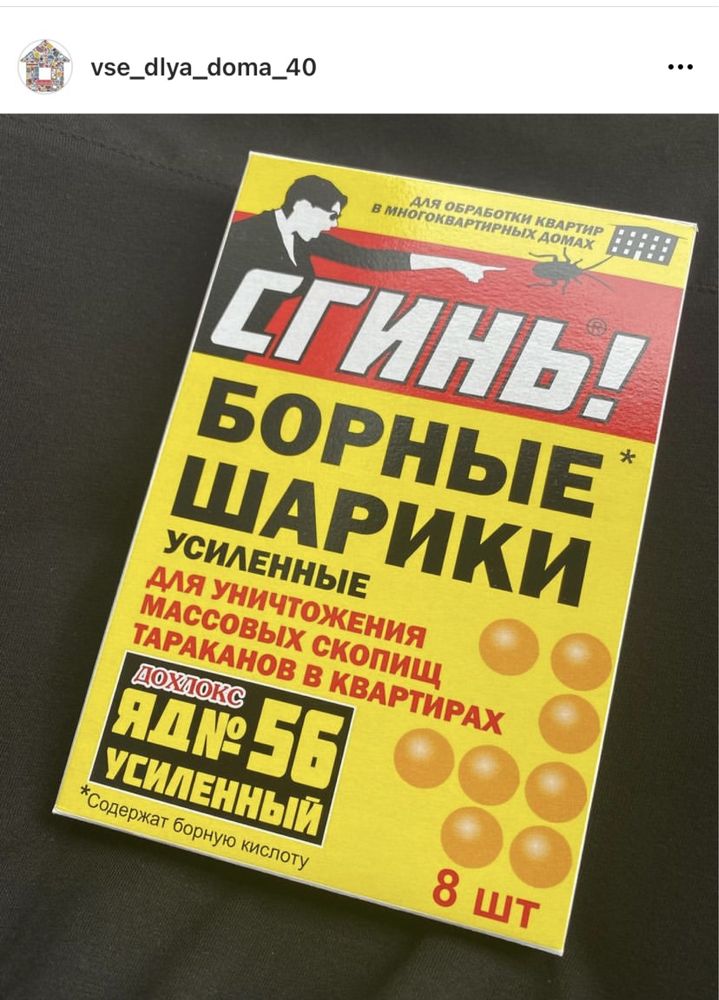 vse_dlya_doma_40
ДЛЯ ОБРАБОТКИ КВАРТИР
В МНОГОКВАРТИРНЫХ ДОМАХ
СГИНЬ!®
БОРНЫЕ*
ШАРИКИ
УСИЛЕННЫЕ
ДЛЯ УНИЧТОЖЕНИЯ
МАССОВЫХ СКОПИЩ
ТАРАКАНОВ В КВАРТИРАХ
ДОХЛОКС
ЯД№56
УСИЛЕННЫЙ
*Содержат борную кислоту
8 ШТ